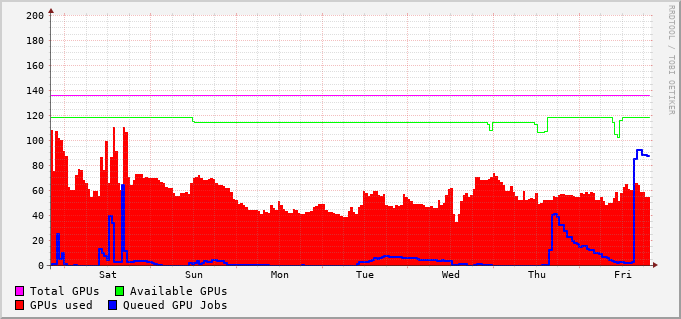 200
180
160
140
120
100
80
60
40
20
0
Sat Sun Mon Tue Wed Thu Fri
Total GPUs Available GPUs
GPUs used Queued GPU Jobs
RRDTOOL / TOBI OETIKER